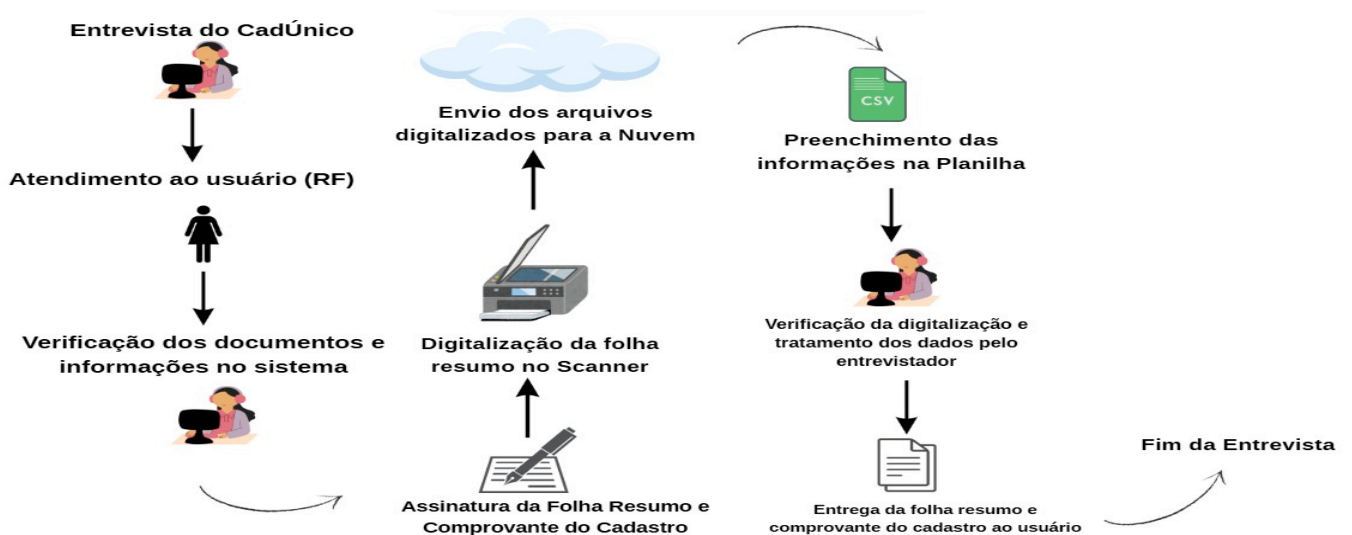 Entrevista do CadÚnico
Atendimento ao usuário (RF)
Verificação dos documentos e
informações no sistema
Assinatura da Folha Resumo e
Comprovante do Cadastro
Digitalização da folha
resumo no Scanner
Envio dos arquivos
digitalizados para a Nuvem
CSV
Preenchimento das
informações na Planilha
Verificação da digitalização e
tratamento dos dados pelo
entrevistador
Entrega da folha resumo e
comprovante do cadastro ao usuário
Fim da Entrevista